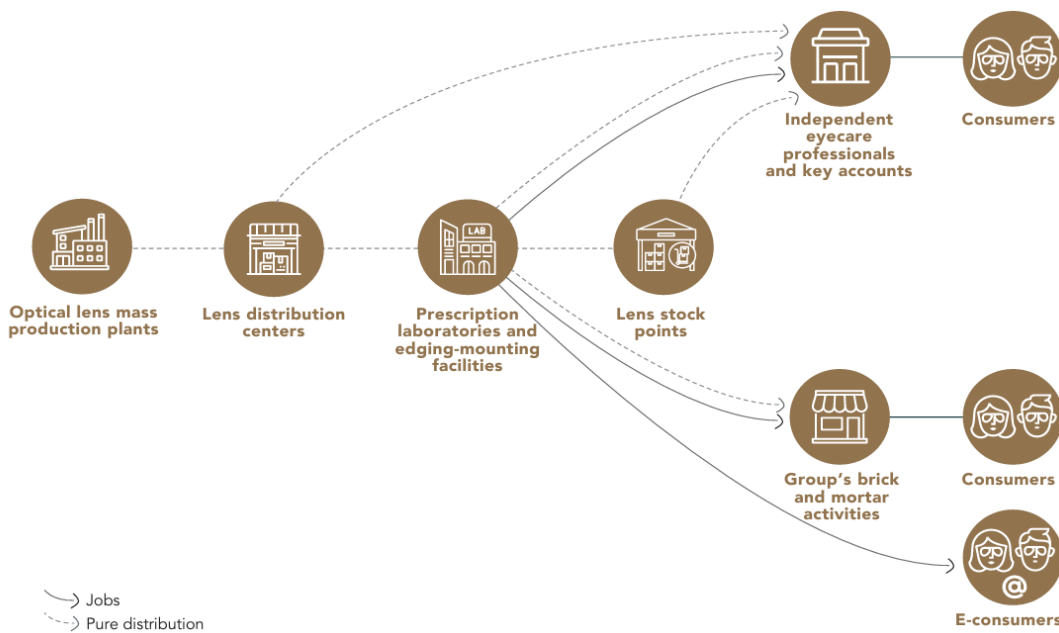 Independent
eyecare
professionals
and key accounts
Consumers
LAB
Optical lens mass
production plants
Lens distribution
centers
Prescription
laboratories and
edging-mounting
facilities
Lens stock
points
Group's brick
and mortar
activities
Consumers
@
E-consumers
Jobs
Pure distribution